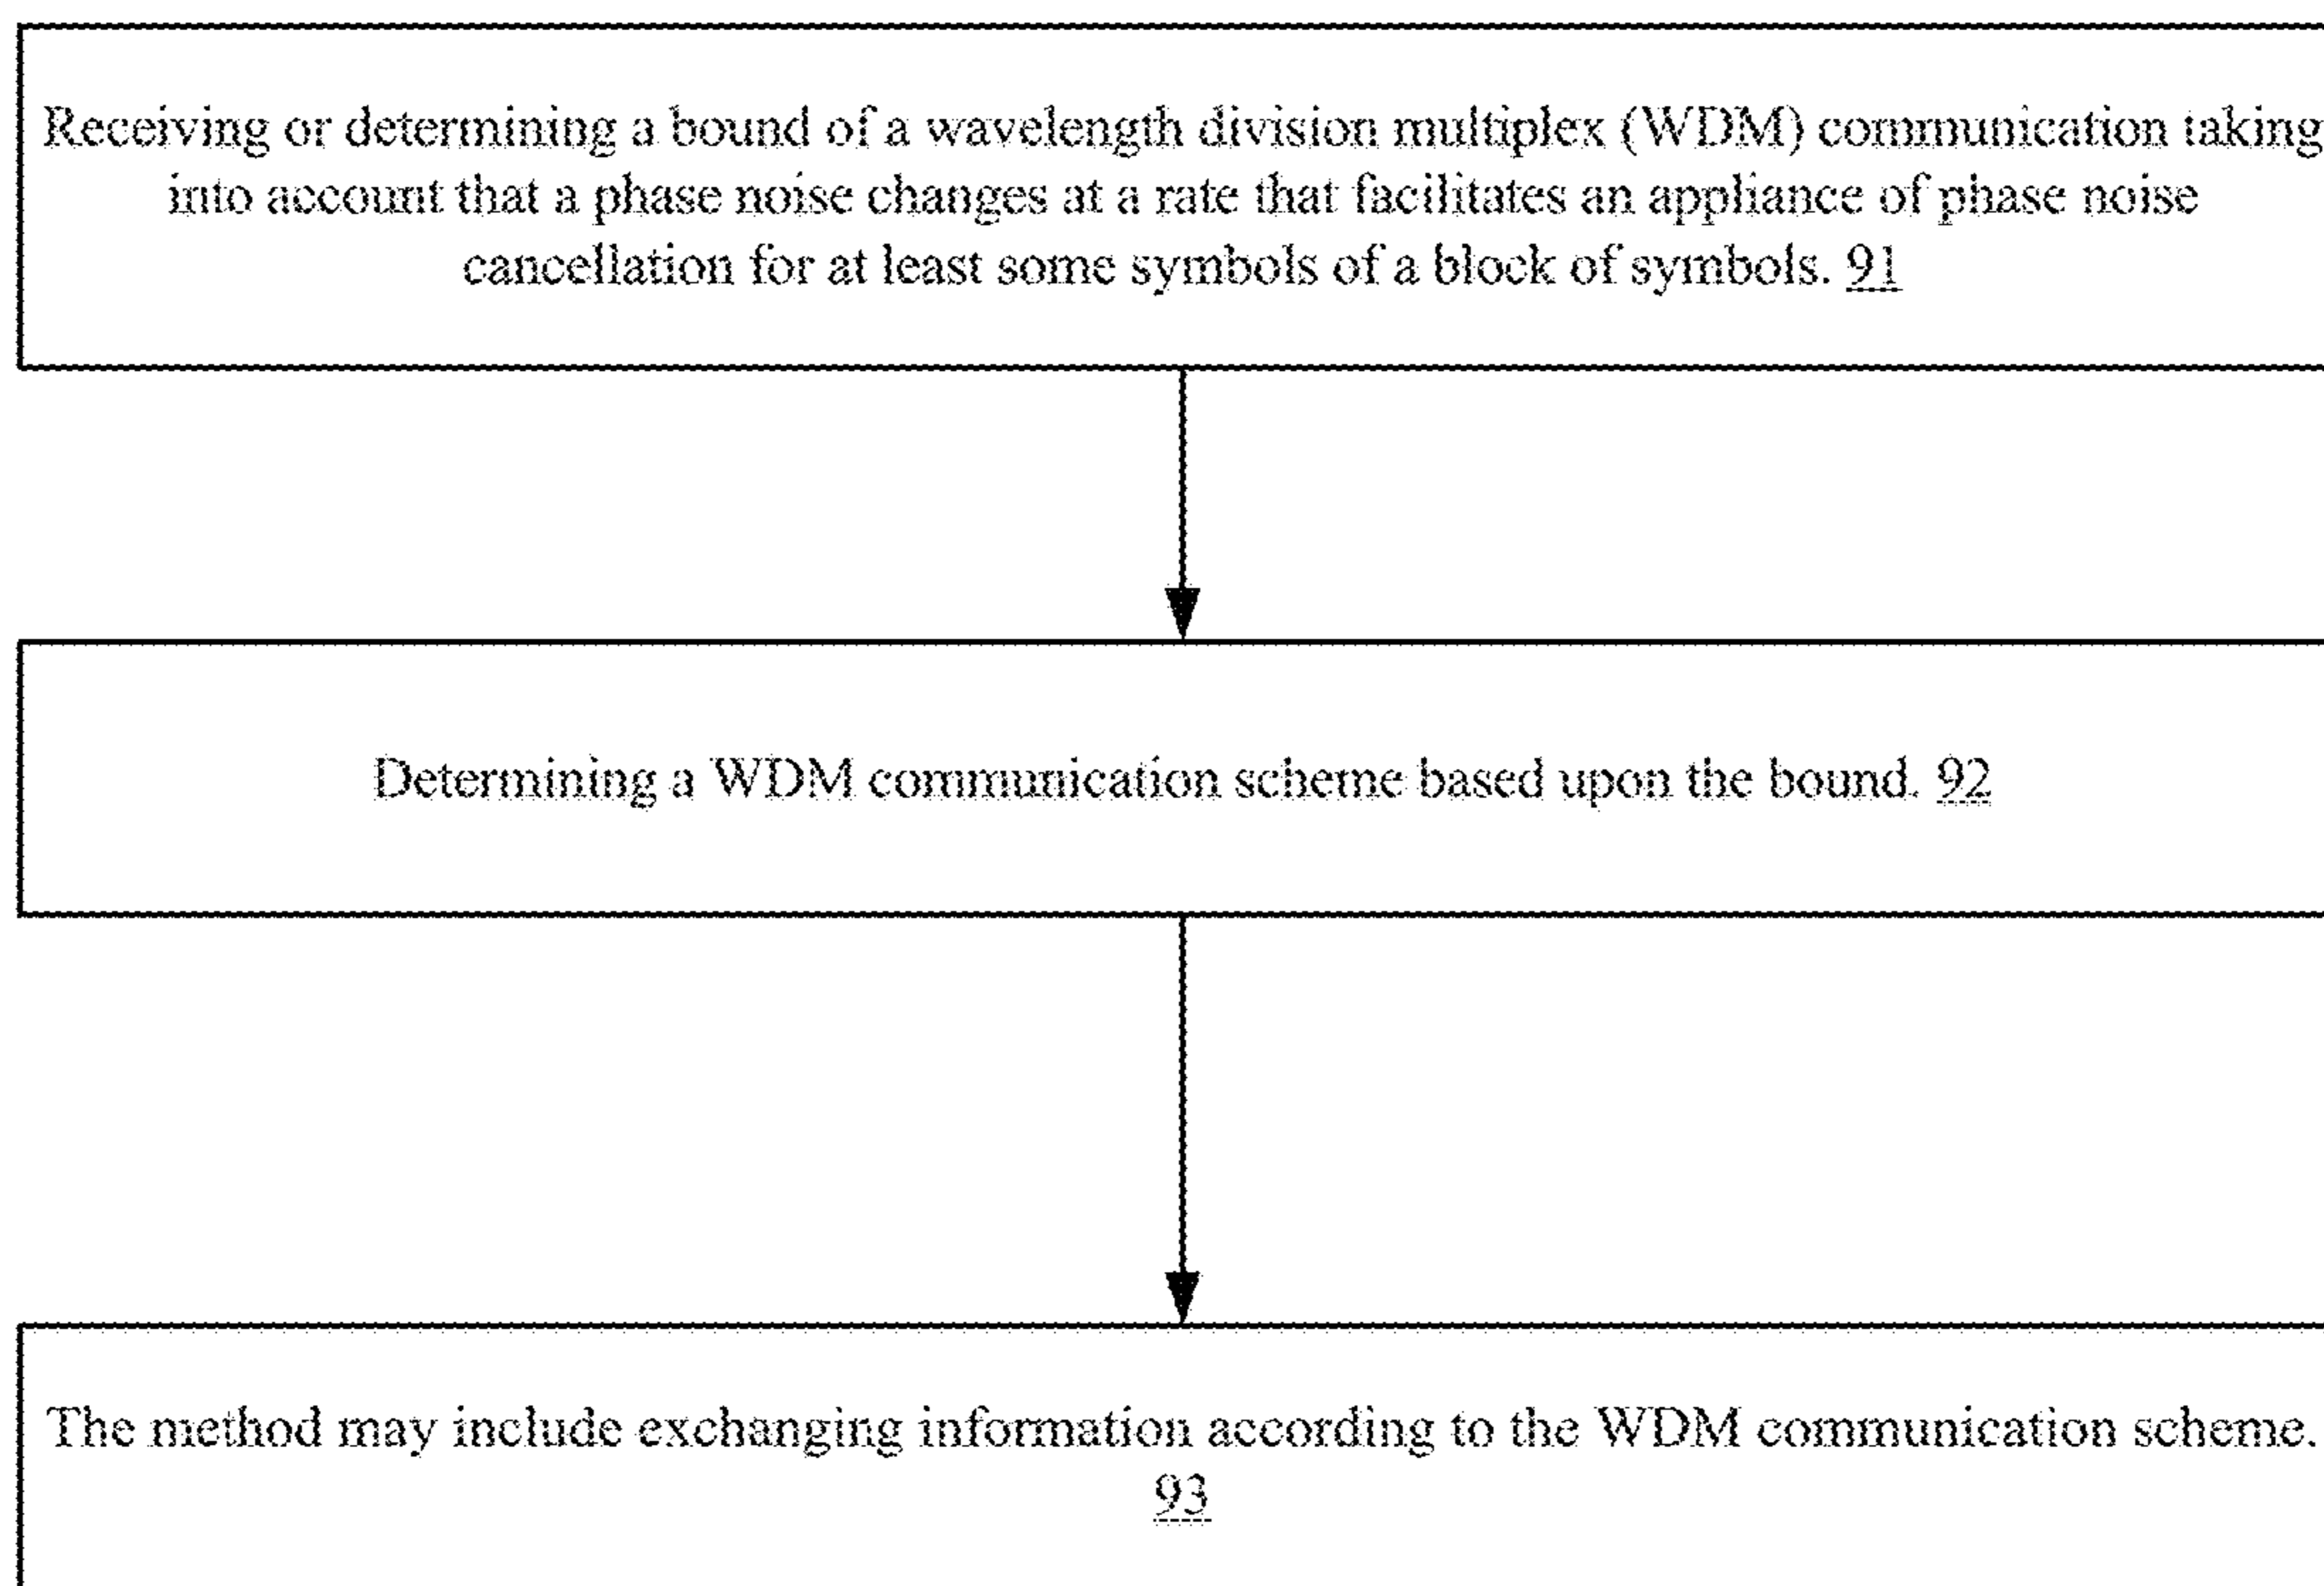 Receiving or determining a bound of a wavelength division multiplex (WDM) communication taking
into account that a phase noise changes at a rate that facilitates an appliance of phase noise
cancellation for at least some symbols of a block of symbols. 91
Determining a WDM communication scheme based upon the bound. 92
The method may include exchanging information according to the WDM communication scheme.
93